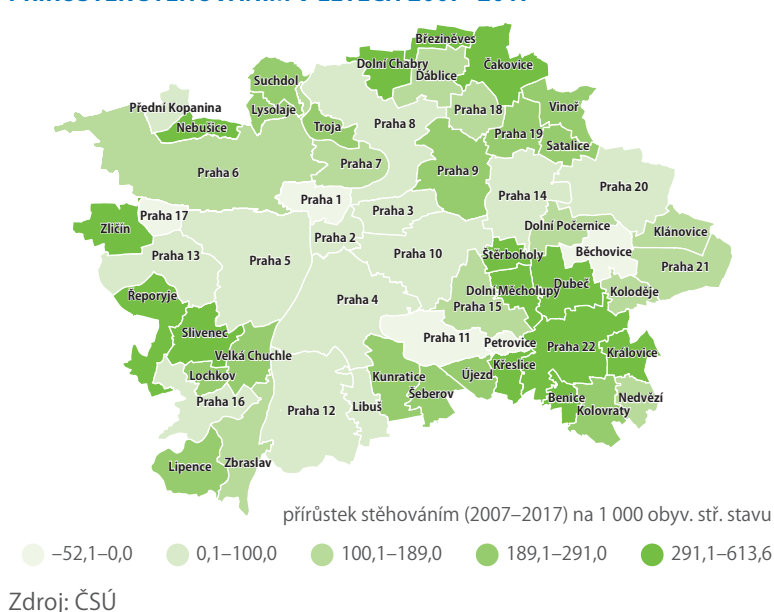 Březiněves
Dolní Chabry
Čakovice
Ďáblice
Suchdol
Přední Kopanina
Lysolaje
Praha 18
Vinoř
Nebušice
Troja
Praha 8
Praha 19
Satalice
Praha 7
Praha 6
Praha 9
Praha 20
Praha 1
Praha 14
Praha 17
Praha 3
Zličín
Dolní Počernice
Klánovice
Praha 2
Praha 13
Praha 5
Praha 10
Štěrboholy
Běchovice
Praha 21
Dubeč
Dolní Měcholupy
Koloděje
Řeporyje
Praha 4
Praha 15
Slivenec
Praha 11
Petrovice
Praha 22
Královice
Velká Chuchle
Křeslice
Lochkov
Kunratice
Újezd
Šeberov
Benice
Nedvězí
Praha 16
Praha 12
Libuš
Kolovraty
Lipence
Zbraslav
přírůstek stěhováním (2007–2017) na 1 000 obyv. stř. stavu
–52,1–0,0
0,1–100,0
100,1–189,0
189,1–291,0
291,1–613,6
Zdroj: ČSÚ